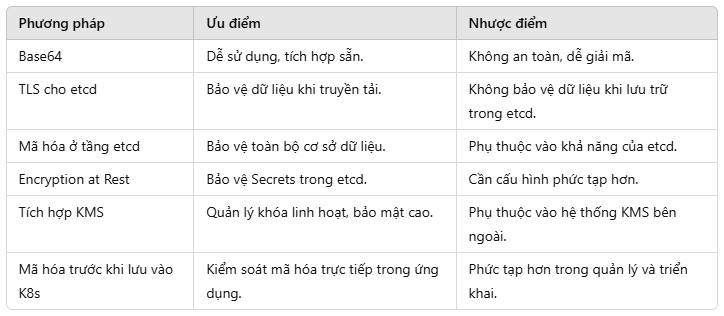 Phương pháp Ưu điểm Nhược điểm
Base64 Dễ sử dụng, tích hợp sẵn. Không an toàn, dễ giải mã.
TLS cho etcd Bảo vệ dữ liệu khi truyền tải. Không bảo vệ dữ liệu khi lưu trữ
trong etcd.
Mã hóa ở tầng etcd Bảo vệ toàn bộ cơ sở dữ liệu. Phụ thuộc vào khả năng của etcd.
Encryption at Rest Bảo vệ Secrets trong etcd. Cần cấu hình phức tạp hơn.
Tích hợp KMS Quản lý khóa linh hoạt, bảo mật cao. Phụ thuộc vào hệ thống KMS bên
ngoài.
Mã hóa trước khi lưu vào Kiểm soát mã hóa trực tiếp trong ứng Phức tạp hơn trong quản lý và triển
K8s dụng. khai.